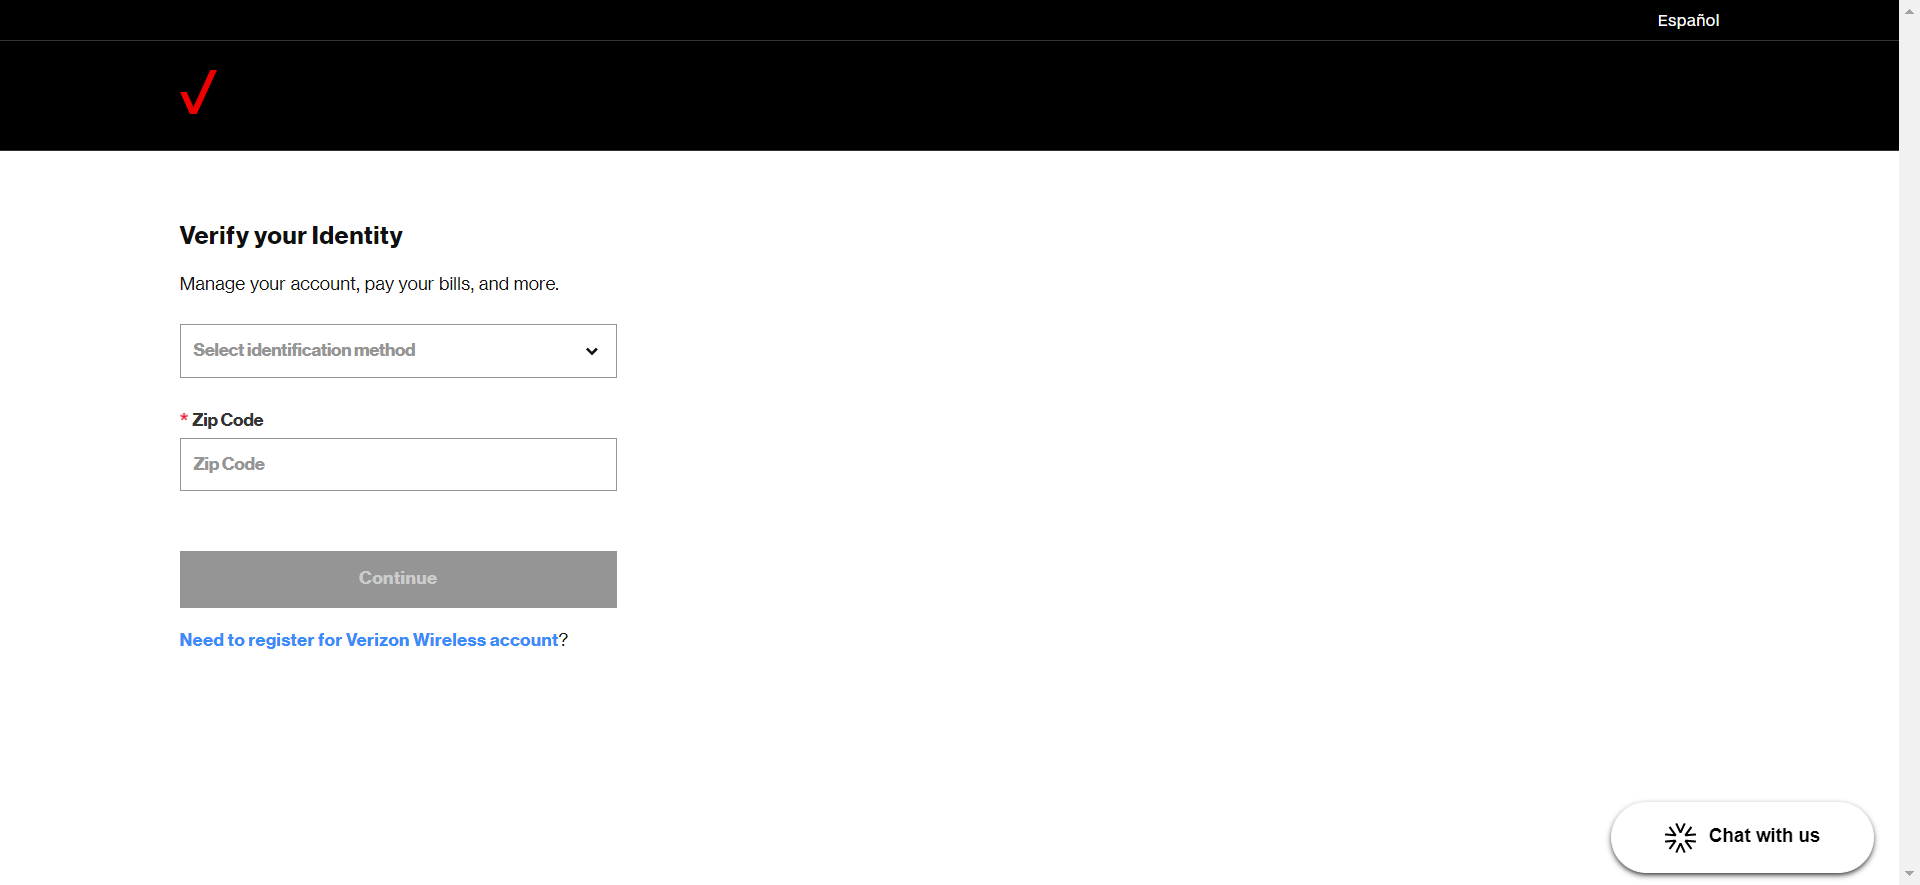 Español
Verify your Identity
Manage your account, pay your bills, and more.
Select identification method
* Zip Code
Zip Code
Continue
Need to register for Verizon Wireless account?
Chat with us